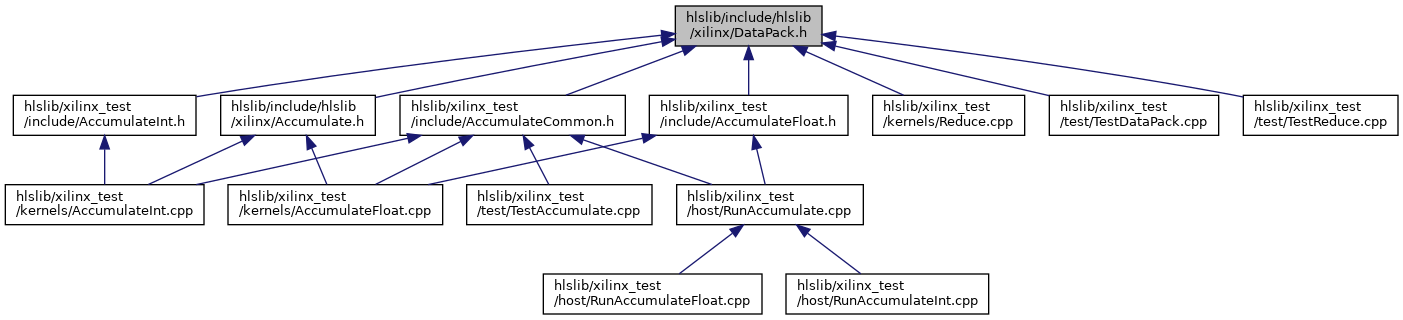 hlslib/include/hlslib
/xilinx/DataPack.h
hlslib/xilinx_test
/include/AccumulateInt.h
hlslib/include/hlslib
/xilinx/Accumulate.h
hlslib/xilinx_test
/include/AccumulateCommon.h
hlslib/xilinx_test
/include/AccumulateFloat.h
hlslib/xilinx_test
/kernels/Reduce.cpp
hlslib/xilinx_test
/test/TestDataPack.cpp
hlslib/xilinx_test
/test/TestReduce.cpp
hlslib/xilinx_test
/kernels/AccumulateInt.cpp
hlslib/xilinx_test
/kernels/AccumulateFloat.cpp
hlslib/xilinx_test
/test/TestAccumulate.cpp
hlslib/xilinx_test
/host/RunAccumulate.cpp
hlslib/xilinx_test
/host/RunAccumulateFloat.cpp
hlslib/xilinx_test
/host/RunAccumulateInt.cpp